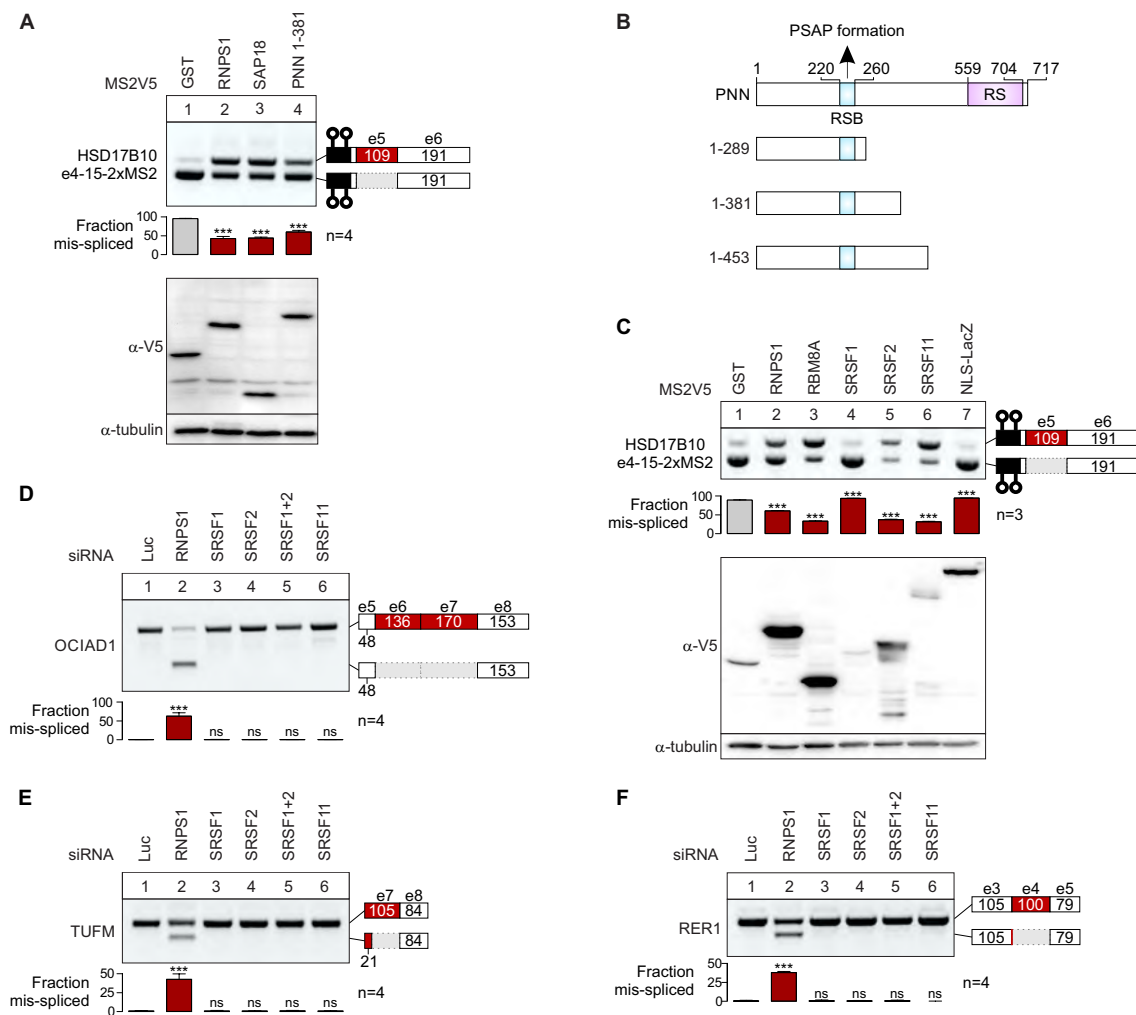 A
MS2V5
GST
RNPS1
SAP18
PNN 1-381
1 2 3 4
HSD17B10
e4-15-2xMS2
e5 e6
109 191
191
Fraction
mis-spliced
100
50
0
*** *** ***
n=4
α-V5
α-tubulin
B
PSAP formation
1 220 260 559 704 717
PNN
RS
RSB
1-289
1-381
1-453
C
MS2V5
GST
RNPS1
RBM8A
SRSF1
SRSF2
SRSF11
NLS-LacZ
1 2 3 4 5 6 7
HSD17B10
e4-15-2xMS2
e5 e6
109 191
191
Fraction
mis-spliced
100
50
0
*** *** *** *** *** ***
n=3
α-V5
α-tubulin
D
siRNA
Luc
RNPS1
SRSF1
SRSF2
SRSF1+2
SRSF11
1 2 3 4 5 6
OCIAD1
e5 e6 e7 e8
136 170 153
48
153
48
Fraction
mis-spliced
100
50
0
*** ns ns ns ns
n=4
E
siRNA
Luc
RNPS1
SRSF1
SRSF2
SRSF1+2
SRSF11
1 2 3 4 5 6
TUFM
e7 e8
105 84
84
21
Fraction
mis-spliced
50
25
0
*** ns ns ns ns
n=4
F
siRNA
Luc
RNPS1
SRSF1
SRSF2
SRSF1+2
SRSF11
1 2 3 4 5 6
RER1
e3 e4 e5
105 100 79
105 79
Fraction
mis-spliced
50
25
0
*** ns ns ns ns
n=4